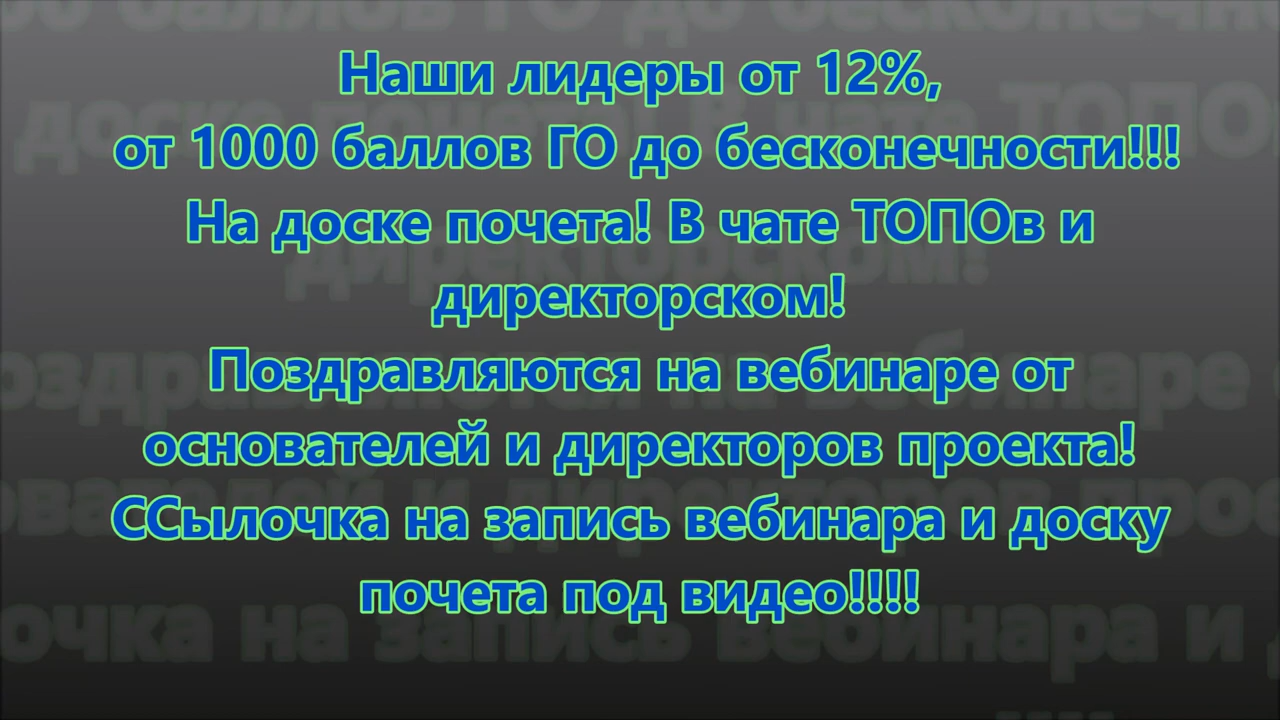 Наши лидеры от 12%,
от 1000 баллов ГО до бесконечности!!!
На доске почета! В чате ТОПОв и
директорском!
Поздравляются на вебинаре от
основателей и директоров проекта!
ССылочка на запись вебинара и доску
почета под видео!!!!